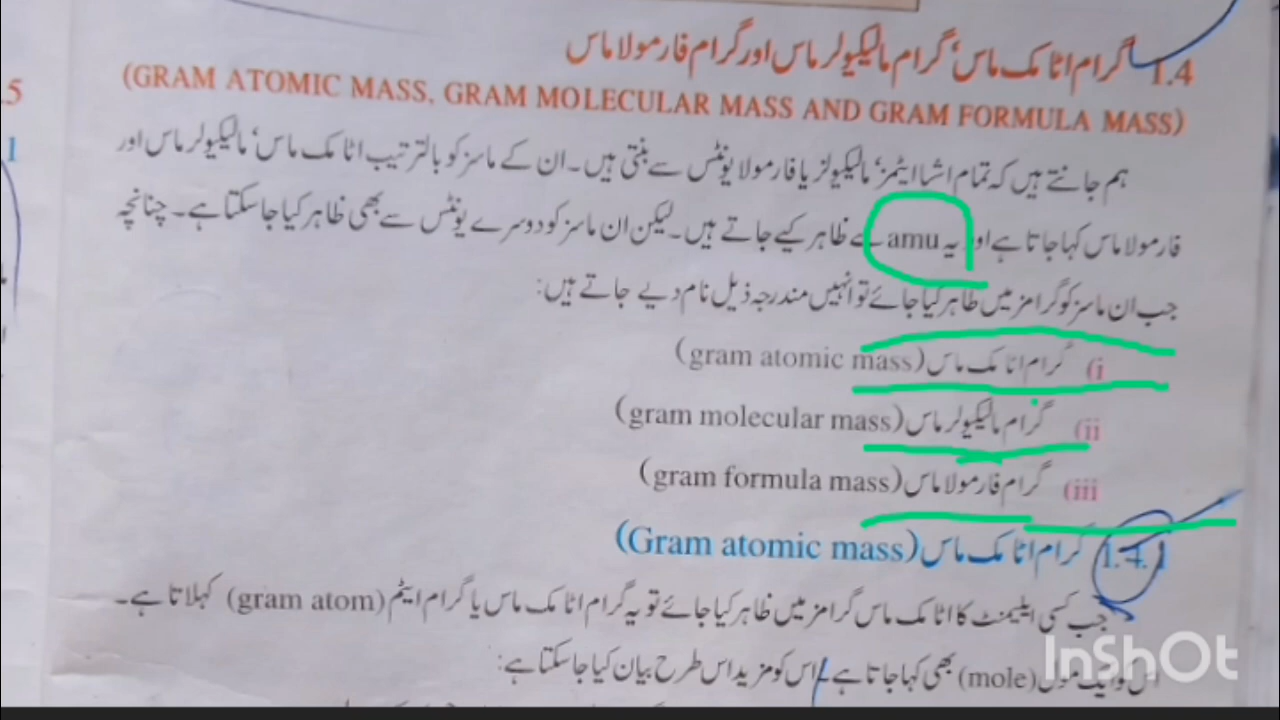 1.4 گرام اٹامک ماس، گرام مالیکیولر ماس اور گرام فارمولا ماس
(GRAM ATOMIC MASS, GRAM MOLECULAR MASS AND GRAM FORMULA MASS)
ہم جانتے ہیں کہ تمام اشیا ایٹمز، مالیکیولز یا فارمولا یونٹس سے بنتی ہیں۔ ان کے ماسز کو بالترتیب اٹامک ماس، مالیکیولر ماس اور
فارمولا ماس کہا جاتا ہے اور یہ amu سے ظاہر کیے جاتے ہیں۔ لیکن ان ماسز کو دوسرے یونٹس سے بھی ظاہر کیا جا سکتا ہے۔ چنانچہ
جب ان ماسز کو گرامز میں ظاہر کیا جائے تو انہیں مندرجہ ذیل نام دیے جاتے ہیں:
(i گرام اٹامک ماس (gram atomic mass)
(ii گرام مالیکیولر ماس (gram molecular mass)
(iii گرام فارمولا ماس (gram formula mass)
1.4.1 گرام اٹامک ماس (Gram atomic mass)
جب کسی ایلیمنٹ کا اٹامک ماس گرامز میں ظاہر کیا جائے تو یہ گرام اٹامک ماس یا گرام ایٹم (gram atom) کہلاتا ہے۔
اس کو ایک مول (mole) بھی کہا جاتا ہے۔ اس کو مزید اس طرح بیان کیا جا سکتا ہے:
.5
.1
InShOt